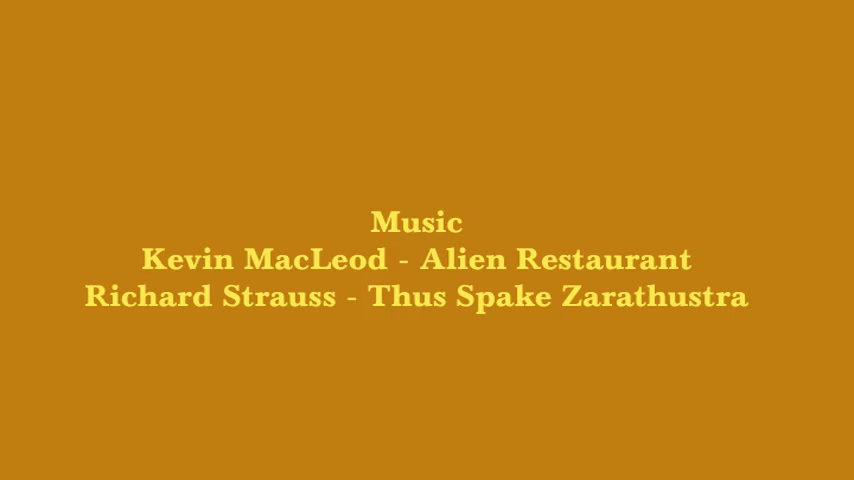 Music
Kevin MacLeod - Alien Restaurant
Richard Strauss - Thus Spake Zarathustra